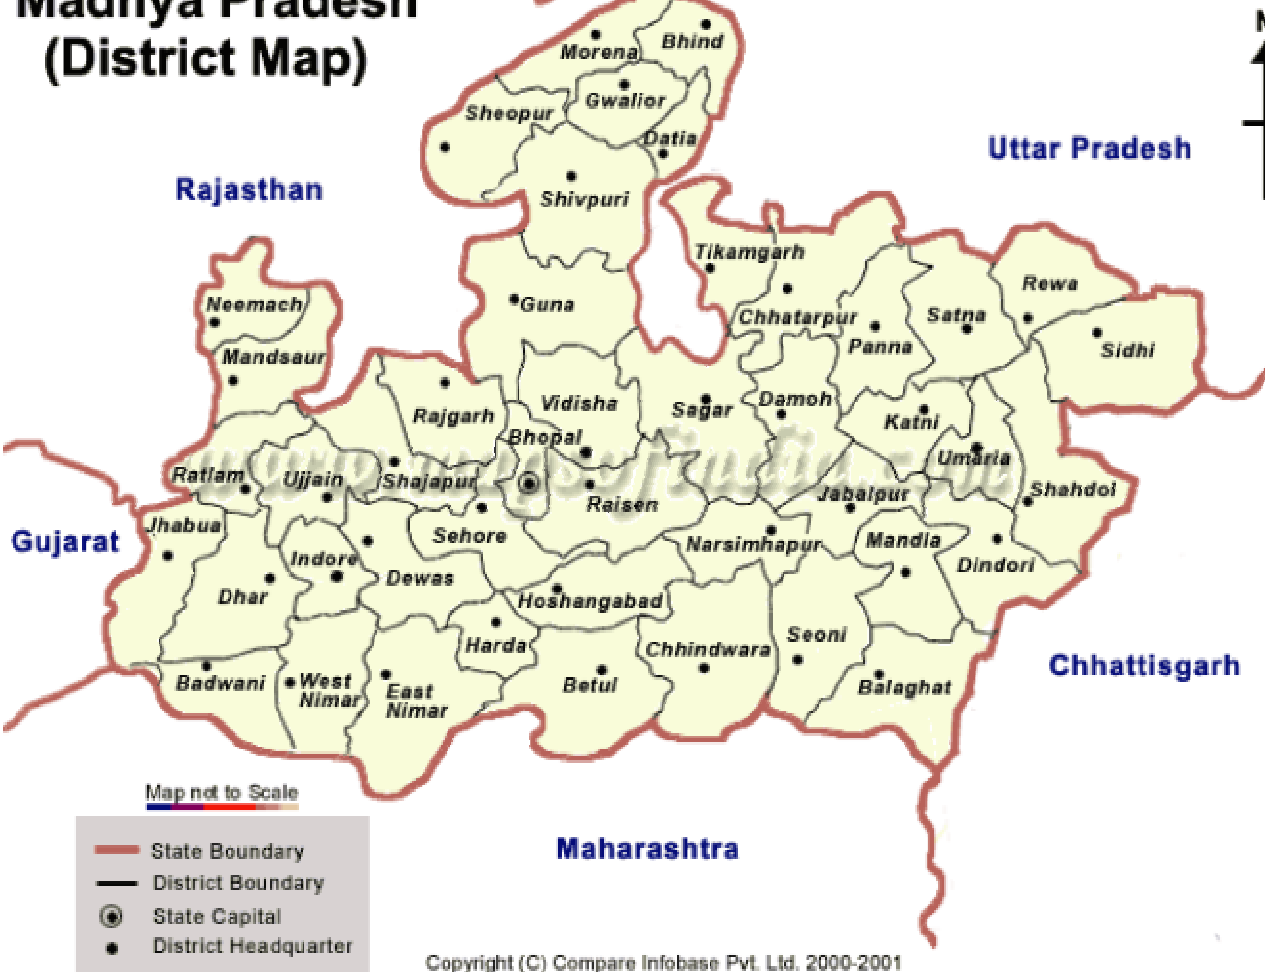 Madhya Pradesh
(District Map)
N
Morena
Bhind
Gwalior
Sheopur
Datia
Uttar Pradesh
Rajasthan
Shivpuri
Tikamgarh
Rewa
Neemach
Guna
Chhatarpur
Satna
Panna
Sidhi
Mandsaur
Vidisha
Damoh
Sagar
Rajgarh
Katni
Bhopal
Umaria
www.mapsofindia.com
Ratlam
Ujjain
Shajapur
Jabalpur
Shahdol
Raisen
Jhabua
Gujarat
Sehore
Narsimhapur
Mandla
Indore
Dindori
Dewas
Dhar
Hoshangabad
Seoni
Harda
Chhindwara
Chhattisgarh
Badwani
West
Nimar
East
Nimar
Betul
Balaghat
Map not to Scale
Maharashtra
State Boundary
District Boundary
State Capital
District Headquarter
Copyright (C) Compare Infobase Pvt. Ltd. 2000-2001